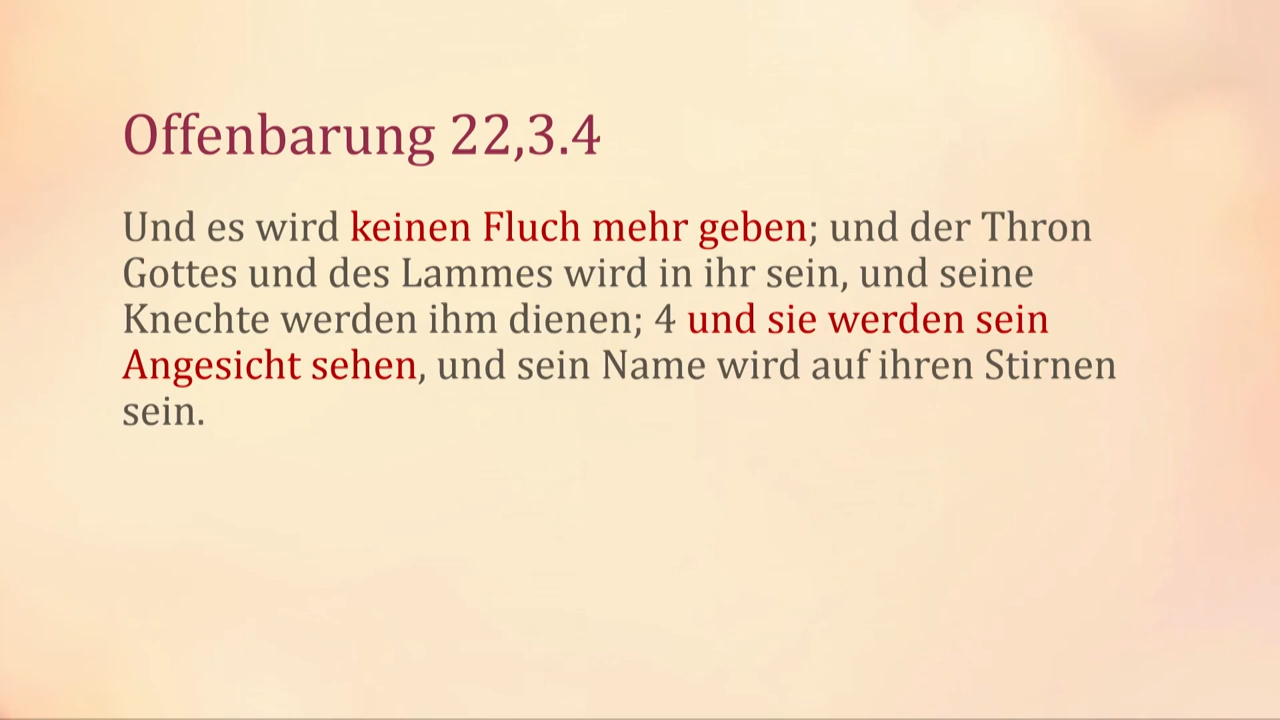 Offenbarung 22,3.4
Und es wird keinen Fluch mehr geben; und der Thron
Gottes und des Lammes wird in ihr sein, und seine
Knechte werden ihm dienen; 4 und sie werden sein
Angesicht sehen, und sein Name wird auf ihren Stirnen
sein.